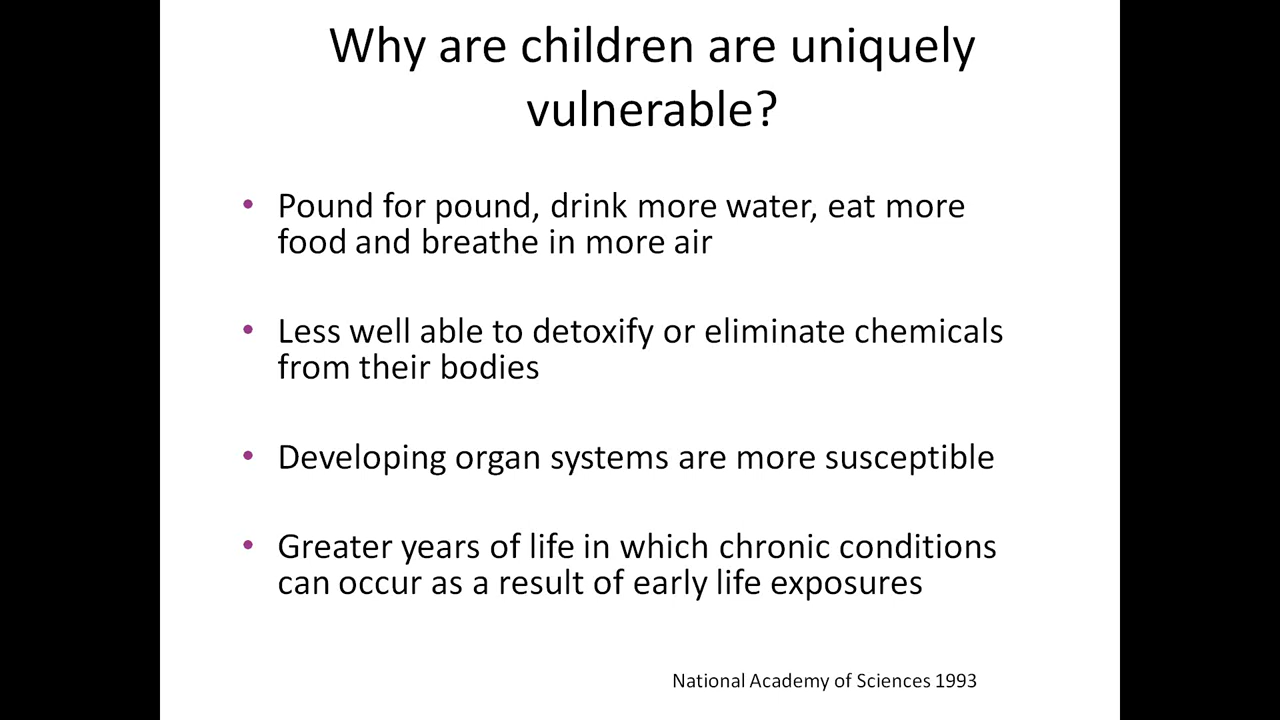 Why are children are uniquely
vulnerable?
• Pound for pound, drink more water, eat more
food and breathe in more air
• Less well able to detoxify or eliminate chemicals
from their bodies
• Developing organ systems are more susceptible
• Greater years of life in which chronic conditions
can occur as a result of early life exposures
National Academy of Sciences 1993